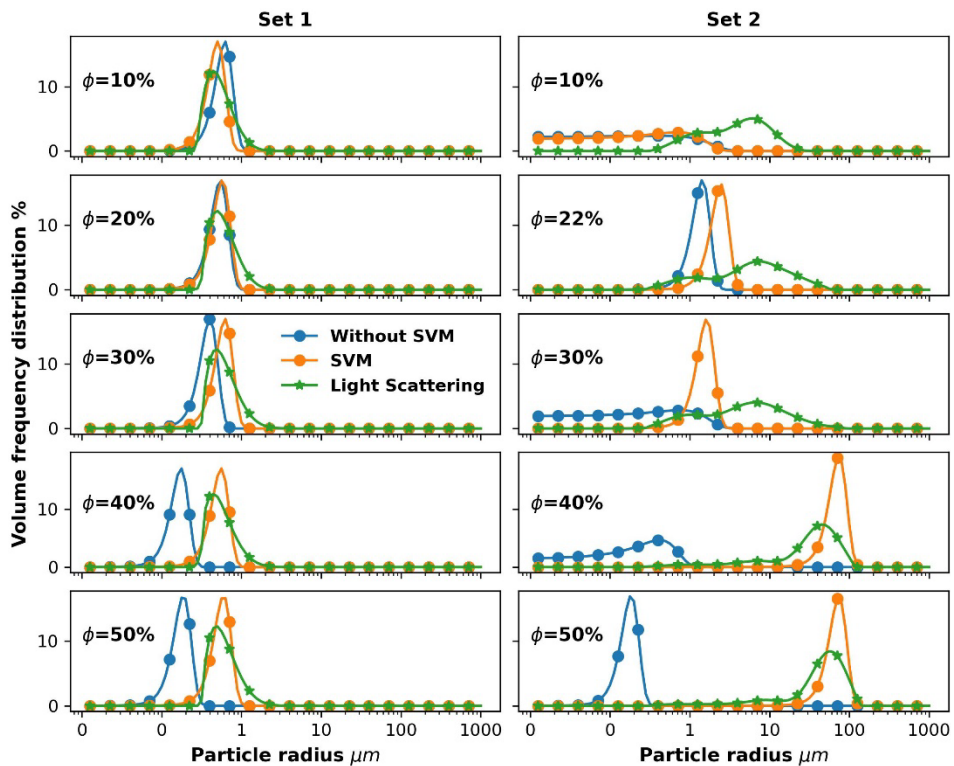 Set 1
Set 2
Volume frequency distribution %
10
0
ϕ=10%
ϕ=10%
10
0
ϕ=20%
ϕ=22%
10
0
ϕ=30%
Without SVM
SVM
Light Scattering
ϕ=30%
10
0
ϕ=40%
ϕ=40%
10
0
ϕ=50%
ϕ=50%
0 0 1 10 100 1000
0 0 1 10 100 1000
Particle radius μm
Particle radius μm